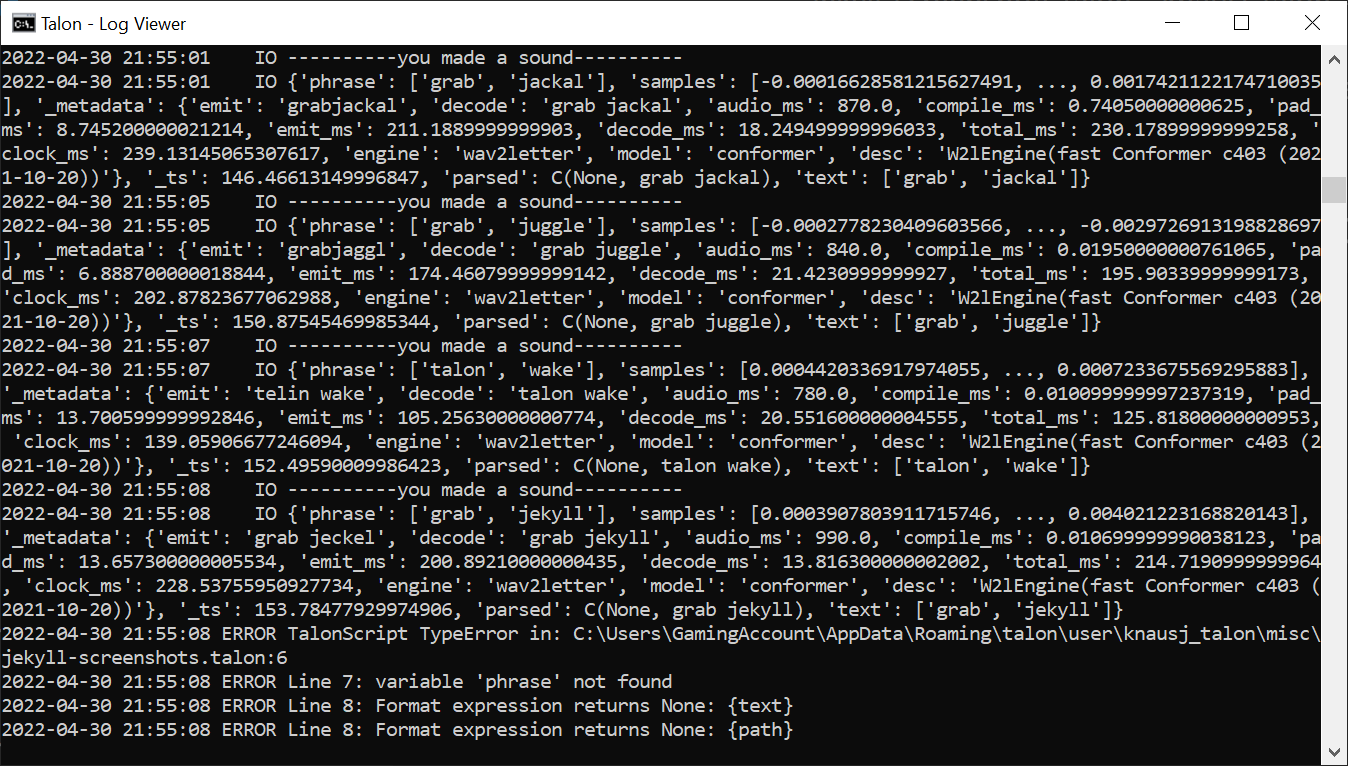 Talon - Log Viewer
2022-04-30 21:55:01    IO ----------you made a sound----------
2022-04-30 21:55:01    IO {'phrase': ['grab', 'jackal'], 'samples': [-0.00016628581215627491, ..., 0.0017421122174710035
], '_metadata': {'emit': 'grabjackal', 'decode': 'grab jackal', 'audio_ms': 870.0, 'compile_ms': 0.74050000000625, 'pad_
ms': 8.745200000021214, 'emit_ms': 211.1889999999903, 'decode_ms': 18.249499999996033, 'total_ms': 230.17899999999258, '
clock_ms': 239.13145065307617, 'engine': 'wav2letter', 'model': 'conformer', 'desc': 'W2lEngine(fast Conformer c403 (202
1-10-20))'}, '_ts': 146.46613149996847, 'parsed': C(None, grab jackal), 'text': ['grab', 'jackal']}
2022-04-30 21:55:05    IO ----------you made a sound----------
2022-04-30 21:55:05    IO {'phrase': ['grab', 'juggle'], 'samples': [-0.0002778230409603566, ..., -0.0029726913198828697
], '_metadata': {'emit': 'grabjaggl', 'decode': 'grab juggle', 'audio_ms': 840.0, 'compile_ms': 0.01950000000761065, 'pa
d_ms': 6.888700000018844, 'emit_ms': 174.46079999999142, 'decode_ms': 21.4230999999927, 'total_ms': 195.90339999999173,
'clock_ms': 202.87823677062988, 'engine': 'wav2letter', 'model': 'conformer', 'desc': 'W2lEngine(fast Conformer c403 (20
21-10-20))'}, '_ts': 150.87545469985344, 'parsed': C(None, grab juggle), 'text': ['grab', 'juggle']}
2022-04-30 21:55:07    IO ----------you made a sound----------
2022-04-30 21:55:07    IO {'phrase': ['talon', 'wake'], 'samples': [0.0004420336917974055, ..., 0.0007233675569295883],
'_metadata': {'emit': 'telin wake', 'decode': 'talon wake', 'audio_ms': 780.0, 'compile_ms': 0.010099999997237319, 'pad_
ms': 13.700599999992846, 'emit_ms': 105.25630000000774, 'decode_ms': 20.551600000004555, 'total_ms': 125.81800000000953,
 'clock_ms': 139.05906677246094, 'engine': 'wav2letter', 'model': 'conformer', 'desc': 'W2lEngine(fast Conformer c403 (2
021-10-20))'}, '_ts': 152.49590009986423, 'parsed': C(None, talon wake), 'text': ['talon', 'wake']}
2022-04-30 21:55:08    IO ----------you made a sound----------
2022-04-30 21:55:08    IO {'phrase': ['grab', 'jekyll'], 'samples': [0.0003907803911715746, ..., 0.004021223168820143],
'_metadata': {'emit': 'grab jeckel', 'decode': 'grab jekyll', 'audio_ms': 990.0, 'compile_ms': 0.010699999990038123, 'pa
d_ms': 13.657300000005534, 'emit_ms': 200.89210000000435, 'decode_ms': 13.816300000002002, 'total_ms': 214.7190999999964
, 'clock_ms': 228.53755950927734, 'engine': 'wav2letter', 'model': 'conformer', 'desc': 'W2lEngine(fast Conformer c403 (
2021-10-20))'}, '_ts': 153.78477929974906, 'parsed': C(None, grab jekyll), 'text': ['grab', 'jekyll']}
2022-04-30 21:55:08 ERROR TalonScript TypeError in: C:\Users\GamingAccount\AppData\Roaming\talon\user\knausj_talon\misc\
jekyll-screenshots.talon:6
2022-04-30 21:55:08 ERROR Line 7: variable 'phrase' not found
2022-04-30 21:55:08 ERROR Line 8: Format expression returns None: {text}
2022-04-30 21:55:08 ERROR Line 8: Format expression returns None: {path}